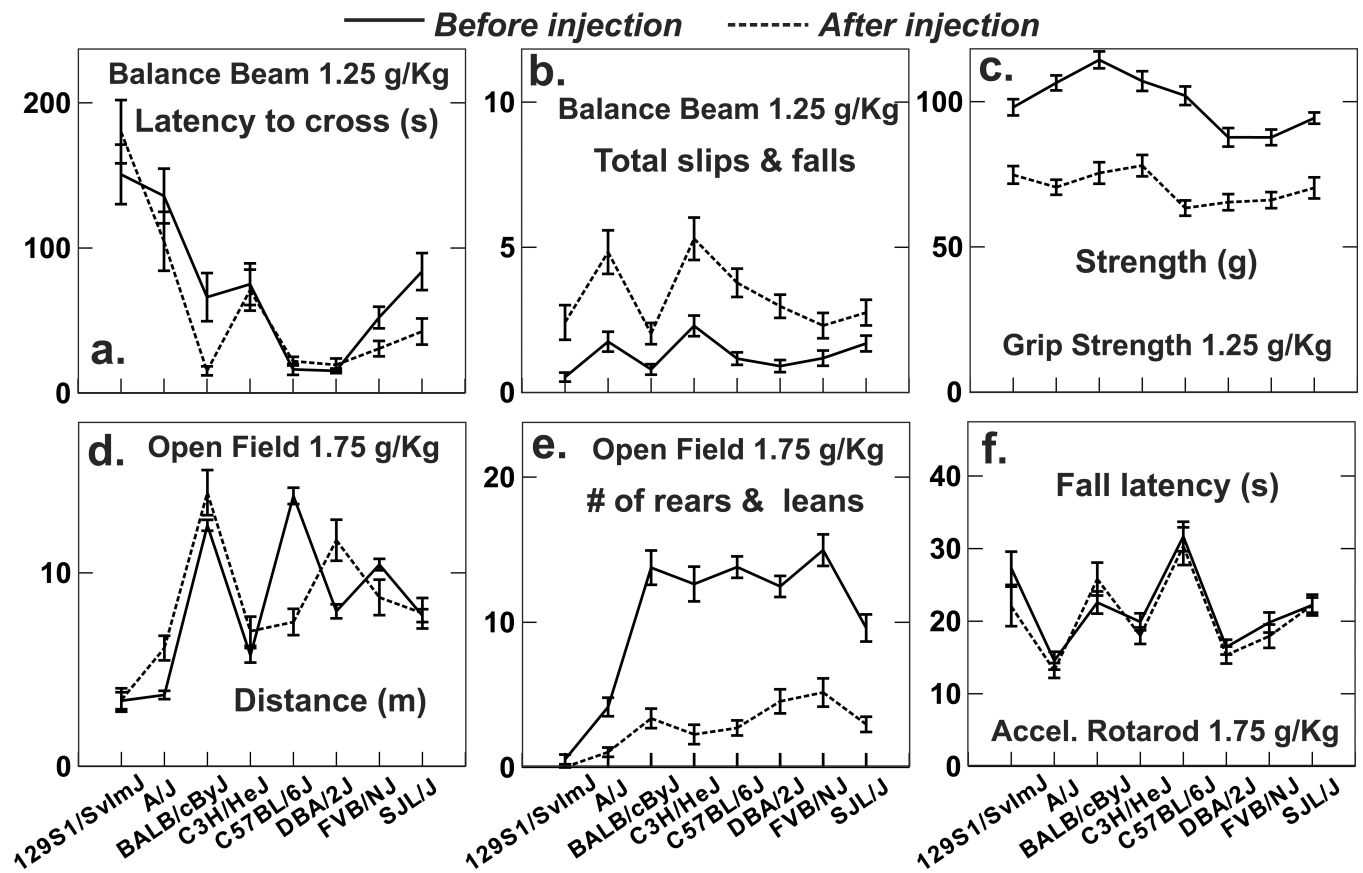 Before injection After injection
a.
Balance Beam 1.25 g/Kg
Latency to cross (s)
200
100
0
b.
Balance Beam 1.25 g/Kg
Total slips & falls
10
5
0
c.
Strength (g)
Grip Strength 1.25 g/Kg
100
50
0
d.
Open Field 1.75 g/Kg
Distance (m)
10
0
129S1/SvImJ
A/J
BALB/cByJ
C3H/HeJ
C57BL/6J
DBA/2J
FVB/NJ
SJL/J
e.
Open Field 1.75 g/Kg
# of rears & leans
20
10
0
129S1/SvImJ
A/J
BALB/cByJ
C3H/HeJ
C57BL/6J
DBA/2J
FVB/NJ
SJL/J
f.
Fall latency (s)
Accel. Rotarod 1.75 g/Kg
40
30
20
10
0
129S1/SvImJ
A/J
BALB/cByJ
C3H/HeJ
C57BL/6J
DBA/2J
FVB/NJ
SJL/J